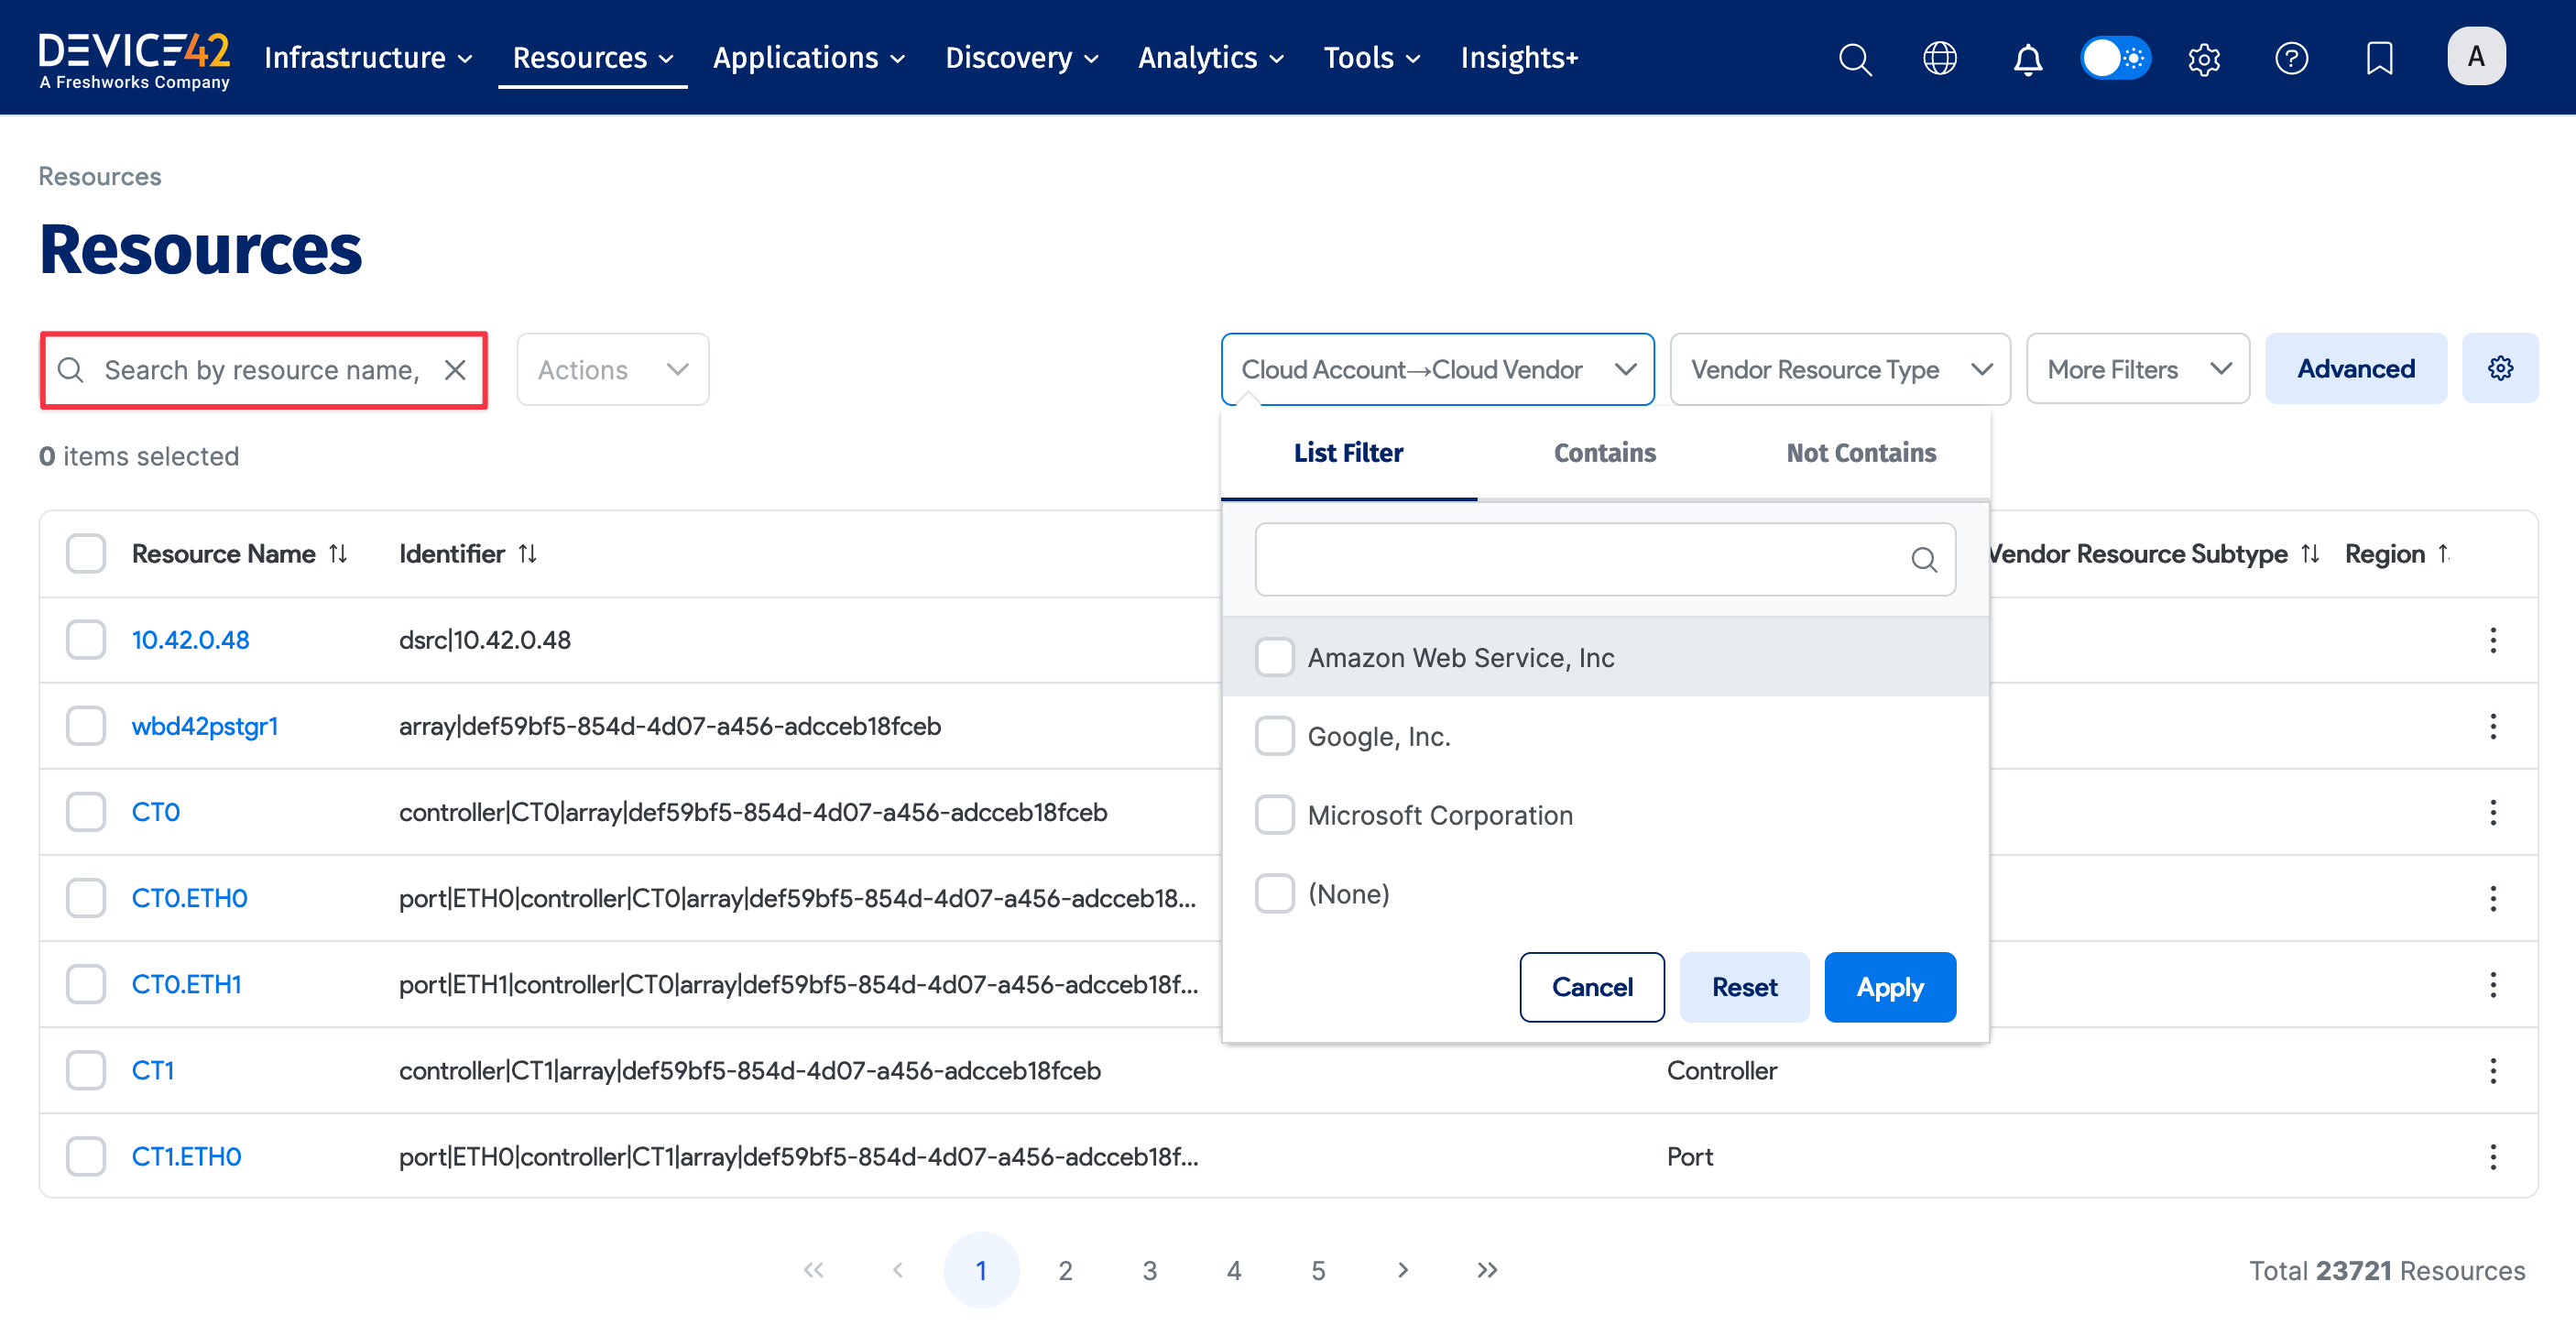 DEVICE42
A Freshworks Company
Infrastructure Resources Applications Discovery Analytics Tools Insights+
A
Resources
Resources
Search by resource name,
Actions
Cloud Account→Cloud Vendor
Vendor Resource Type
More Filters
Advanced
0 items selected
List Filter Contains Not Contains
Resource Name Identifier Vendor Resource Subtype Region
10.42.0.48 dsrc|10.42.0.48
Amazon Web Service, Inc
wbd42pstgr1 array|def59bf5-854d-4d07-a456-adcceb18fceb
Google, Inc.
CT0 controller|CT0|array|def59bf5-854d-4d07-a456-adcceb18fceb
Microsoft Corporation
CT0.ETH0 port|ETH0|controller|CT0|array|def59bf5-854d-4d07-a456-adcceb18...
(None)
CT0.ETH1 port|ETH1|controller|CT0|array|def59bf5-854d-4d07-a456-adcceb18f...
Cancel Reset Apply
CT1 controller|CT1|array|def59bf5-854d-4d07-a456-adcceb18fceb Controller
CT1.ETH0 port|ETH0|controller|CT1|array|def59bf5-854d-4d07-a456-adcceb18f... Port
« ‹ 1 2 3 4 5 › »
Total 23721 Resources